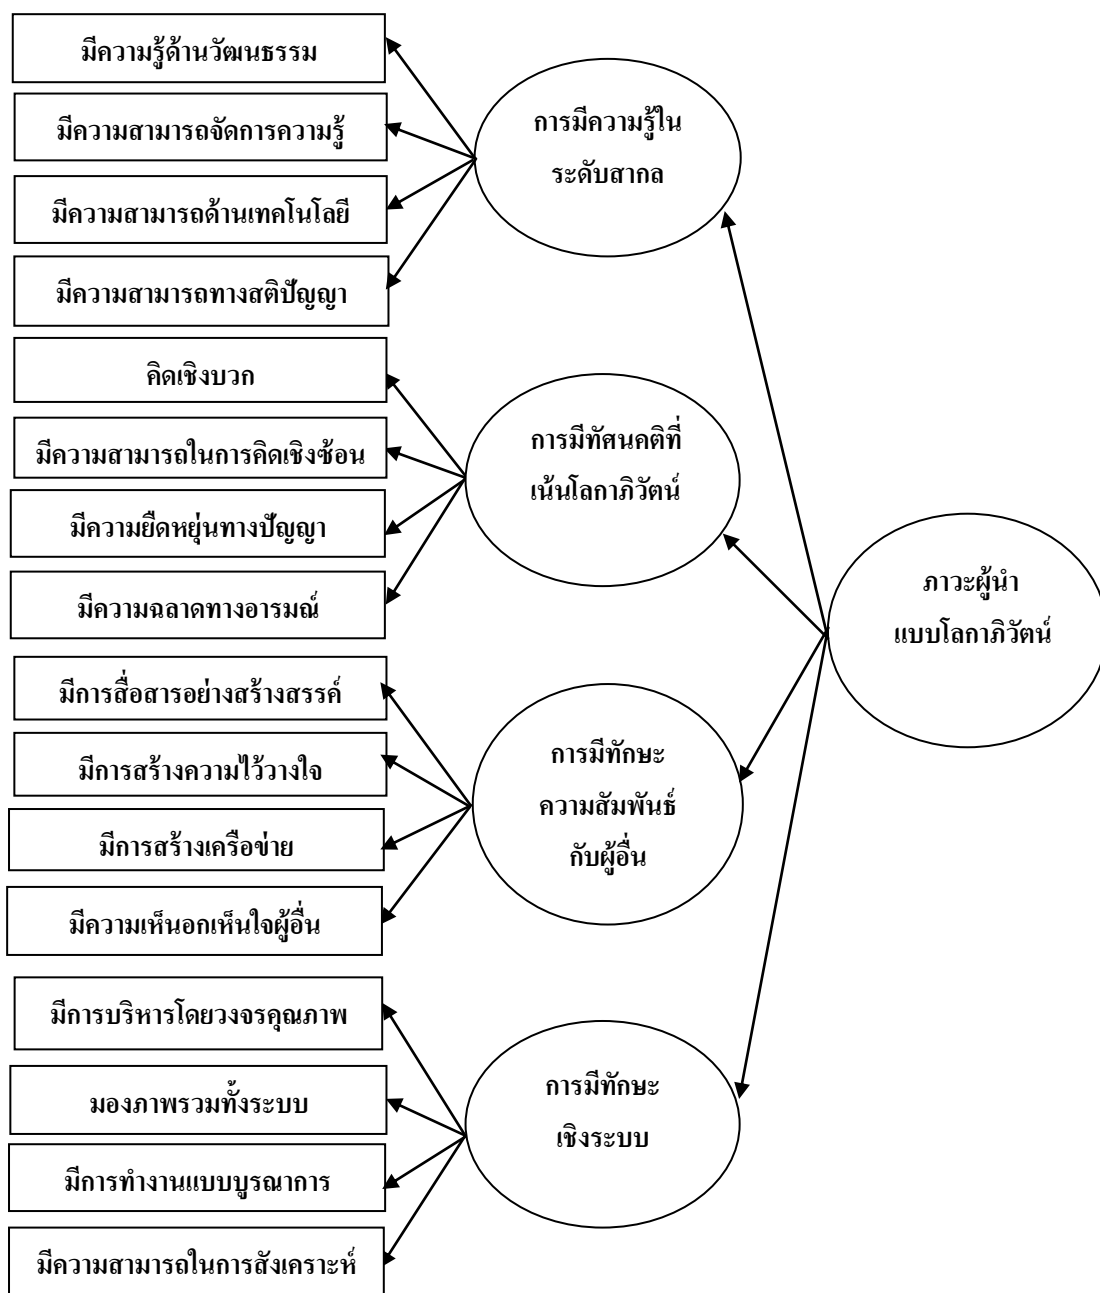 มีความรู้ด้านวัฒนธรรม
มีความสามารถจัดการความรู้
มีความสามารถด้านเทคโนโลยี
มีความสามารถทางสติปัญญา
การมีความรู้ใน
ระดับสากล
คิดเชิงบวก
มีความสามารถในการคิดเชิงซ้อน
มีความยืดหยุ่นทางปัญญา
มีความฉลาดทางอารมณ์
การมีทัศนคติที่
เน้นโลกาภิวัตน์
ภาวะผู้นำ
แบบโลกาภิวัตน์
มีการสื่อสารอย่างสร้างสรรค์
มีการสร้างความไว้วางใจ
มีการสร้างเครือข่าย
มีความเห็นอกเห็นใจผู้อื่น
การมีทักษะ
ความสัมพันธ์
กับผู้อื่น
มีการบริหารโดยวงจรคุณภาพ
มองภาพรวมทั้งระบบ
มีการทำงานแบบบูรณาการ
มีความสามารถในการสังเคราะห์
การมีทักษะ
เชิงระบบ